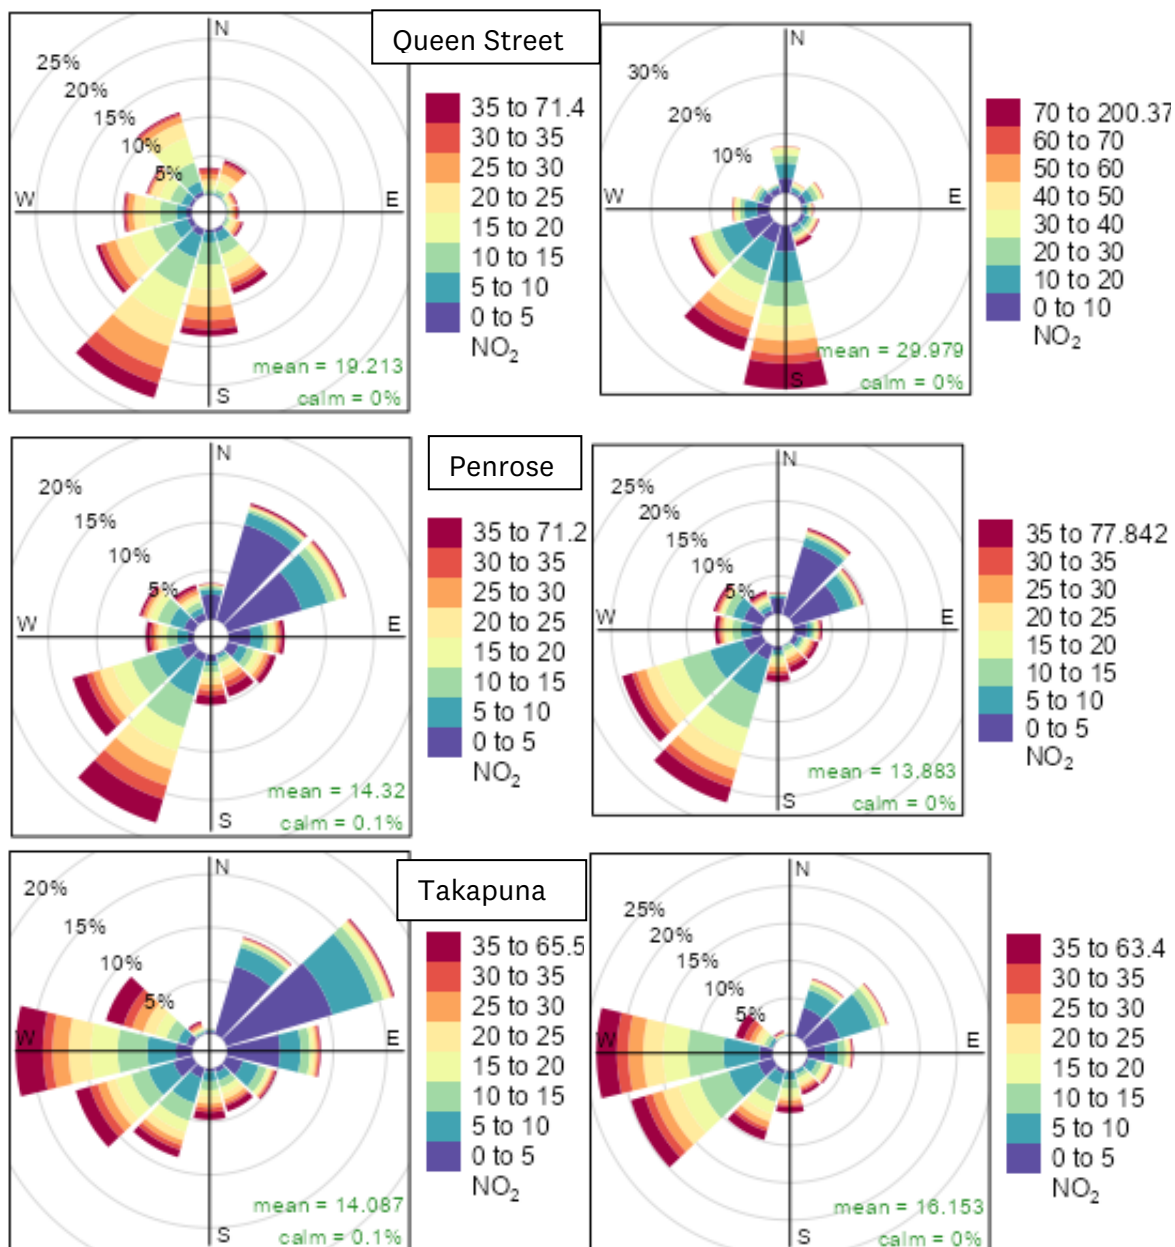 Queen Street
N
25%
20%
15%
10%
5%
W
E
S
mean = 19.213
calm = 0%
35 to 71.4
30 to 35
25 to 30
20 to 25
15 to 20
10 to 15
5 to 10
0 to 5
NO₂
N
30%
20%
10%
W
E
S
mean = 29.979
calm = 0%
70 to 200.37
60 to 70
50 to 60
40 to 50
30 to 40
20 to 30
10 to 20
0 to 10
NO₂
Penrose
N
20%
15%
10%
5%
W
E
S
mean = 14.32
calm = 0.1%
35 to 71.2
30 to 35
25 to 30
20 to 25
15 to 20
10 to 15
5 to 10
0 to 5
NO₂
N
25%
20%
15%
10%
5%
W
E
S
mean = 13.883
calm = 0%
35 to 77.842
30 to 35
25 to 30
20 to 25
15 to 20
10 to 15
5 to 10
0 to 5
NO₂
Takapuna
N
20%
15%
10%
5%
W
E
S
mean = 14.087
calm = 0.1%
35 to 65.5
30 to 35
25 to 30
20 to 25
15 to 20
10 to 15
5 to 10
0 to 5
NO₂
N
25%
20%
15%
10%
5%
W
E
S
mean = 16.153
calm = 0%
35 to 63.4
30 to 35
25 to 30
20 to 25
15 to 20
10 to 15
5 to 10
0 to 5
NO₂